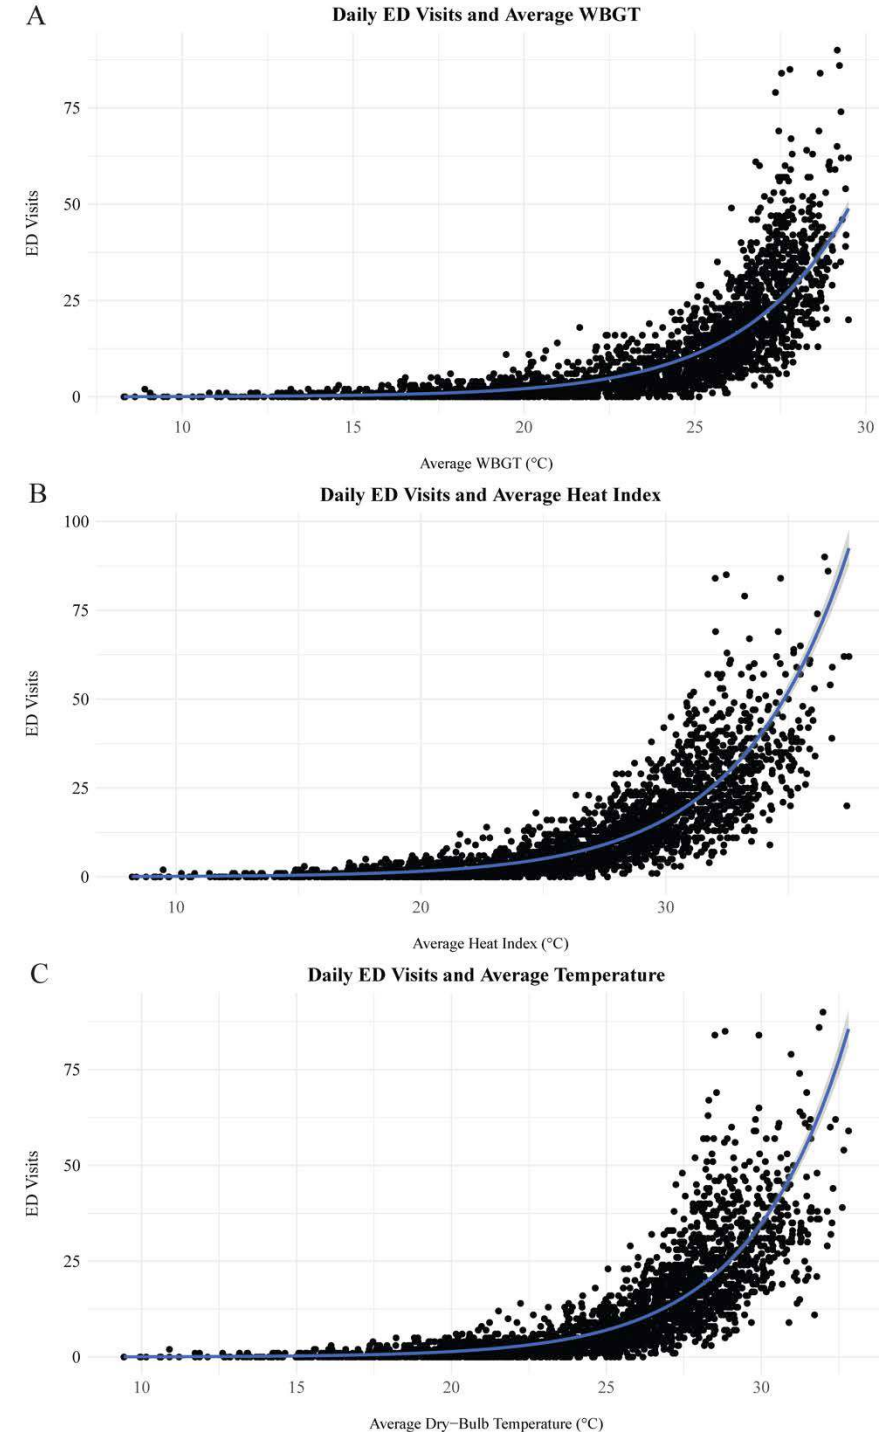 A
Daily ED Visits and Average WBGT
75
50
25
0
ED Visits
10 15 20 25 30
Average WBGT (°C)
B
Daily ED Visits and Average Heat Index
100
75
50
25
0
ED Visits
10 20 30
Average Heat Index (°C)
C
Daily ED Visits and Average Temperature
75
50
25
0
ED Visits
10 15 20 25 30
Average Dry−Bulb Temperature (°C)